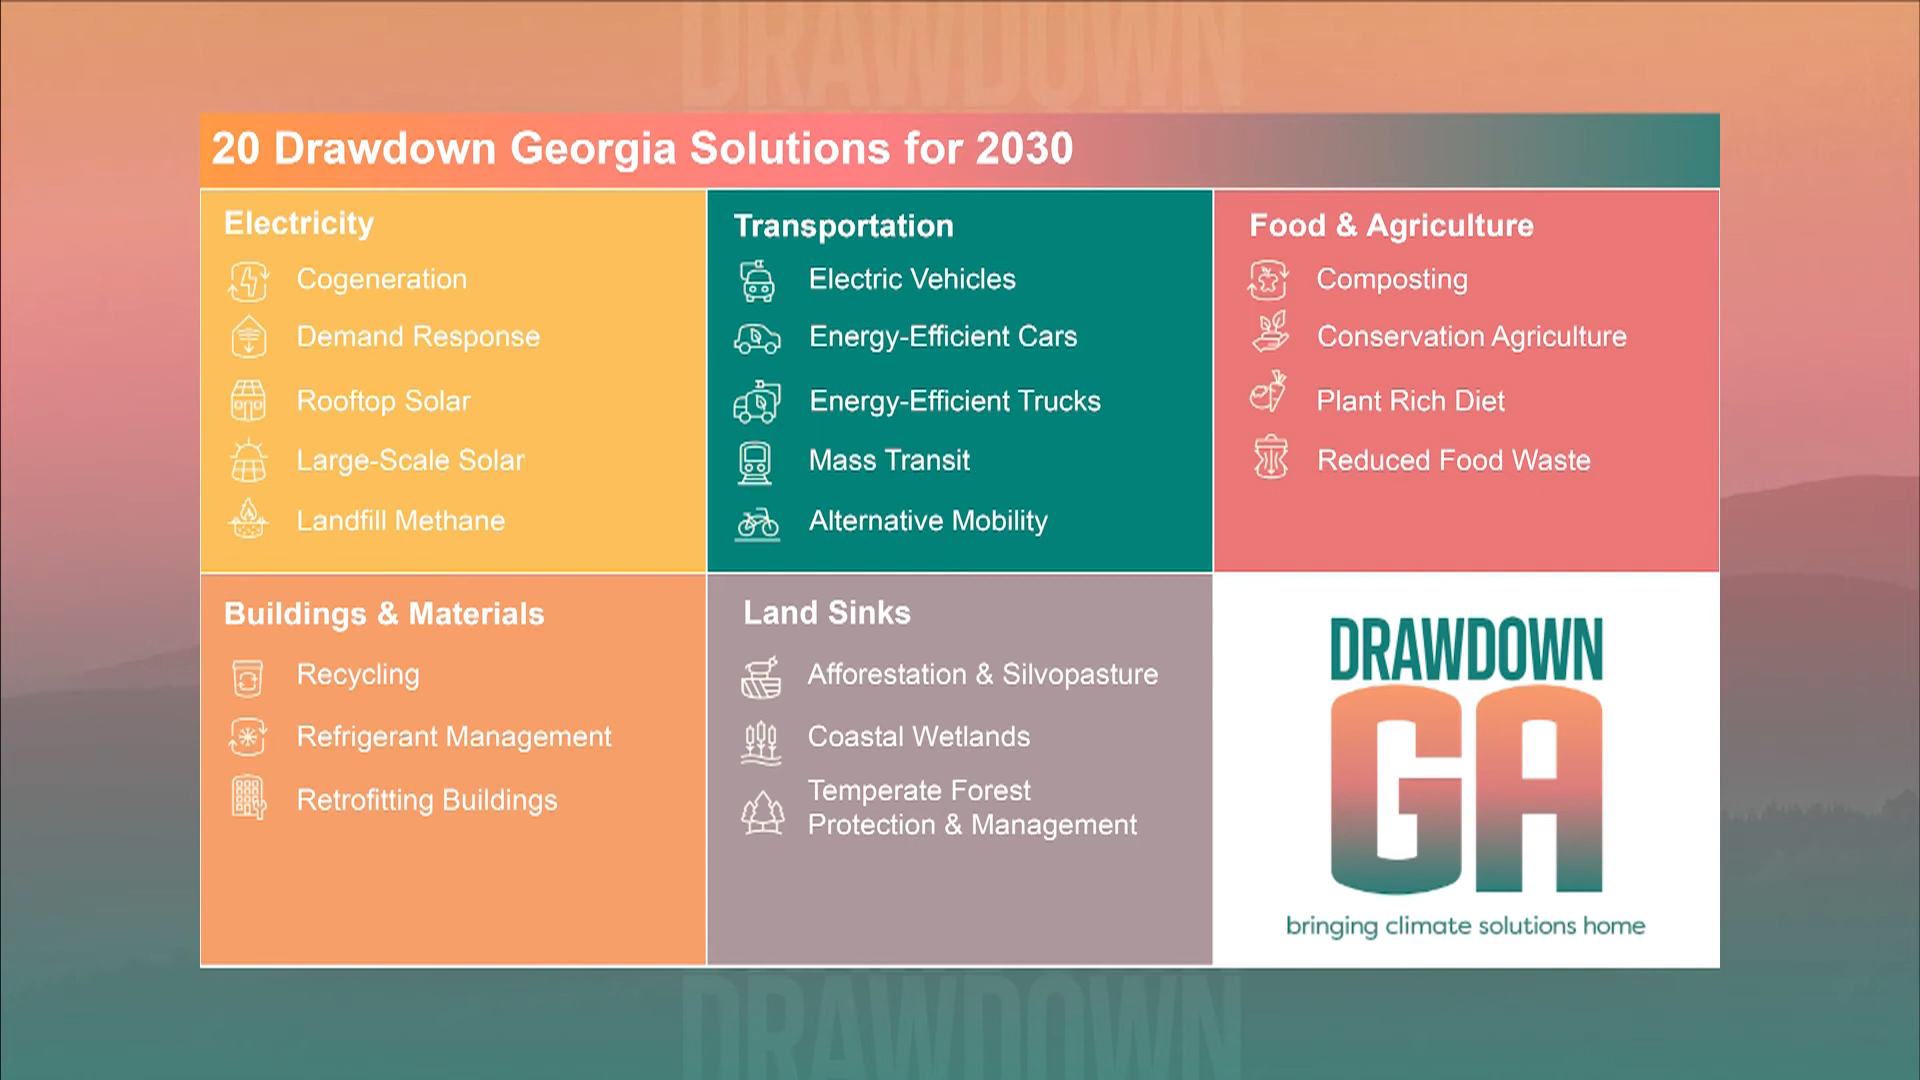 DRAWDOWN
20 Drawdown Georgia Solutions for 2030
Electricity
Cogeneration
Demand Response
Rooftop Solar
Large-Scale Solar
Landfill Methane
Transportation
Electric Vehicles
Energy-Efficient Cars
Energy-Efficient Trucks
Mass Transit
Alternative Mobility
Food & Agriculture
Composting
Conservation Agriculture
Plant Rich Diet
Reduced Food Waste
Buildings & Materials
Recycling
Refrigerant Management
Retrofitting Buildings
Land Sinks
Afforestation & Silvopasture
Coastal Wetlands
Temperate Forest
Protection & Management
DRAWDOWN
GA
bringing climate solutions home
DRAWDOWN